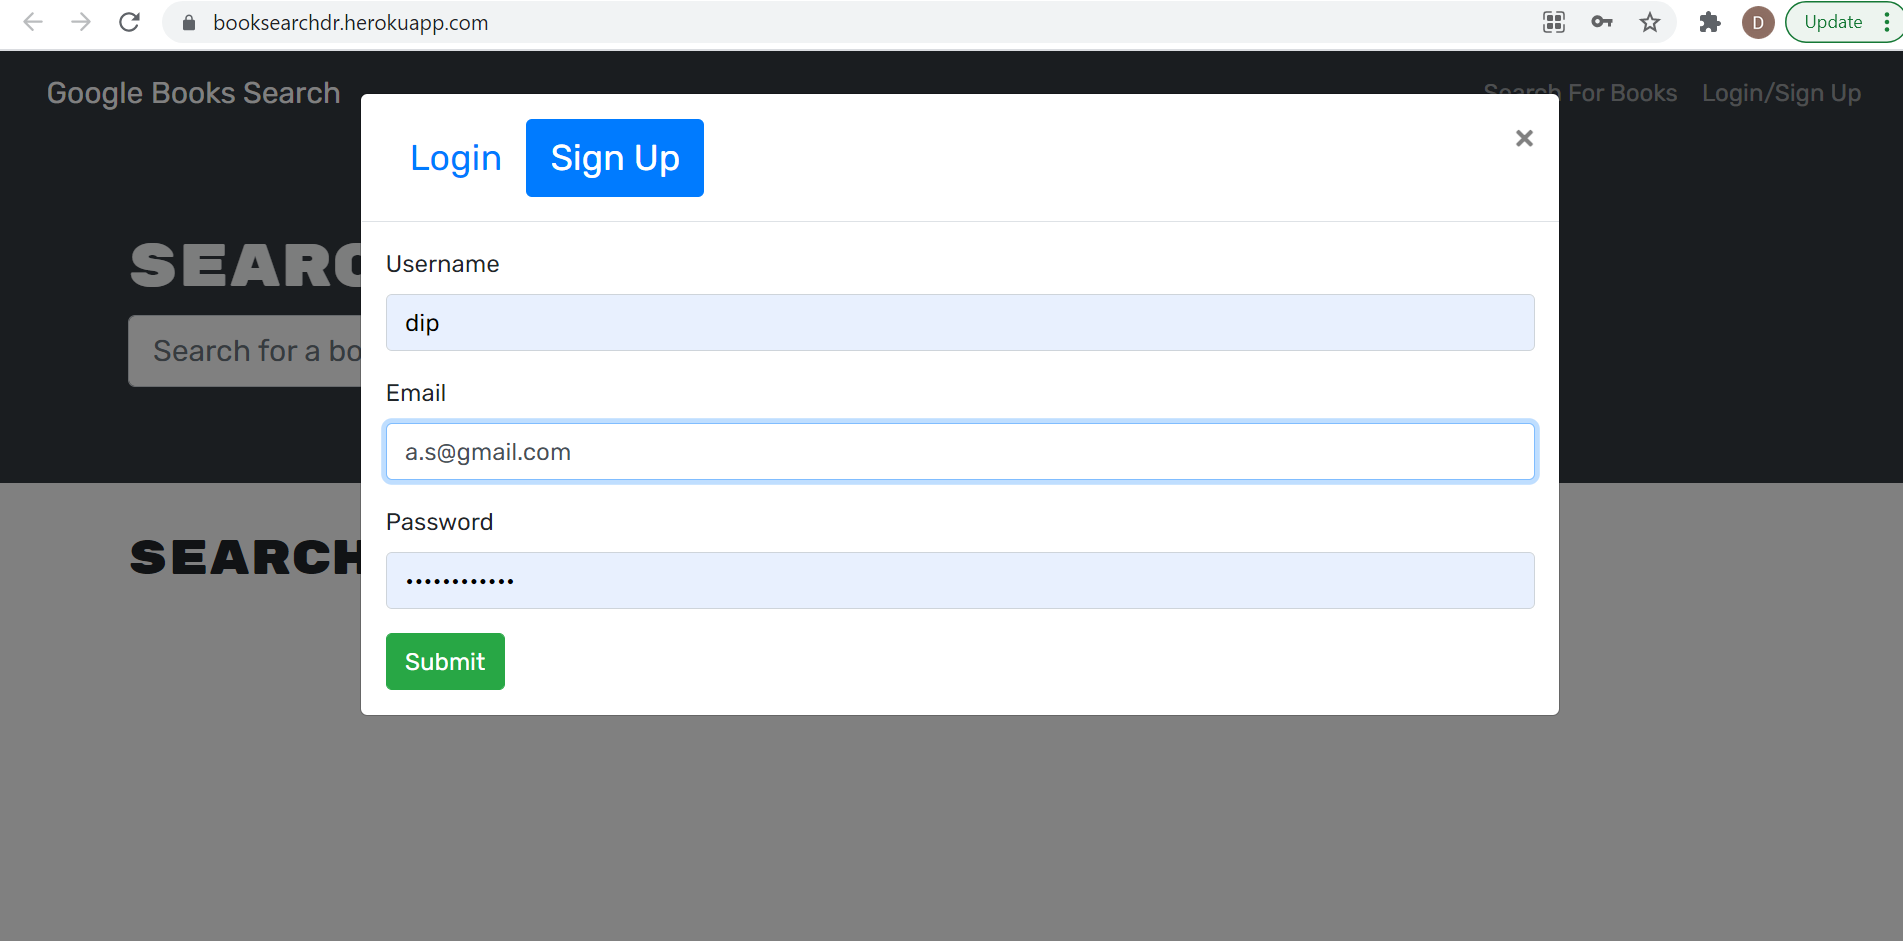 booksearchdr.herokuapp.com
D
Update
Google Books Search
Search For Books
Login/Sign Up
Login
Sign Up
×
SEARC
Search for a bo
Username
dip
Email
a.s@gmail.com
Password
••••••••••••
Submit
SEARCH